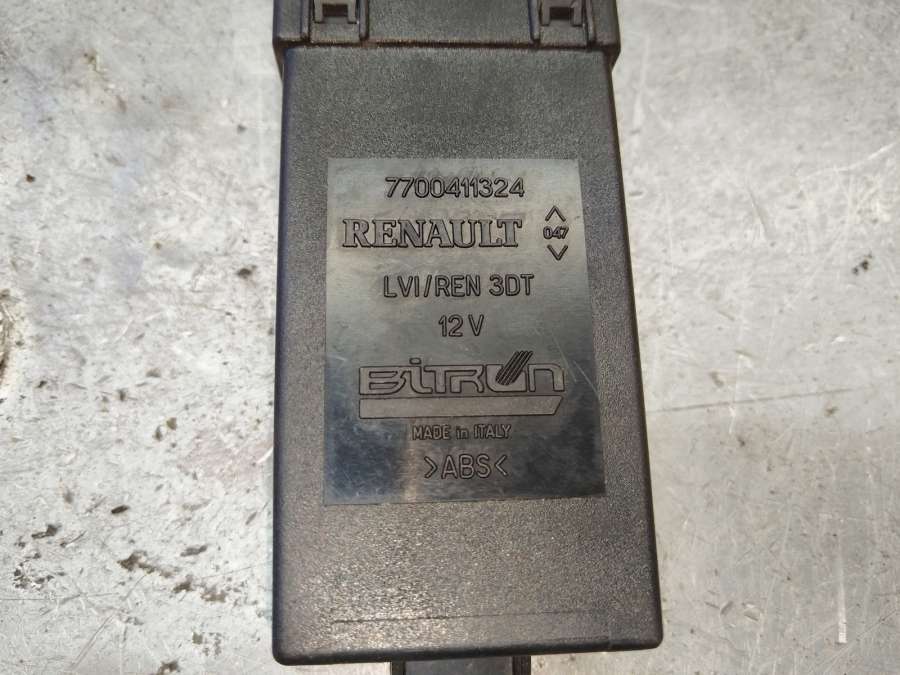 7700411324
RENAULT 047
LVI/REN 3DT
12 V
BiTRON
MADE in ITALY
>ABS<